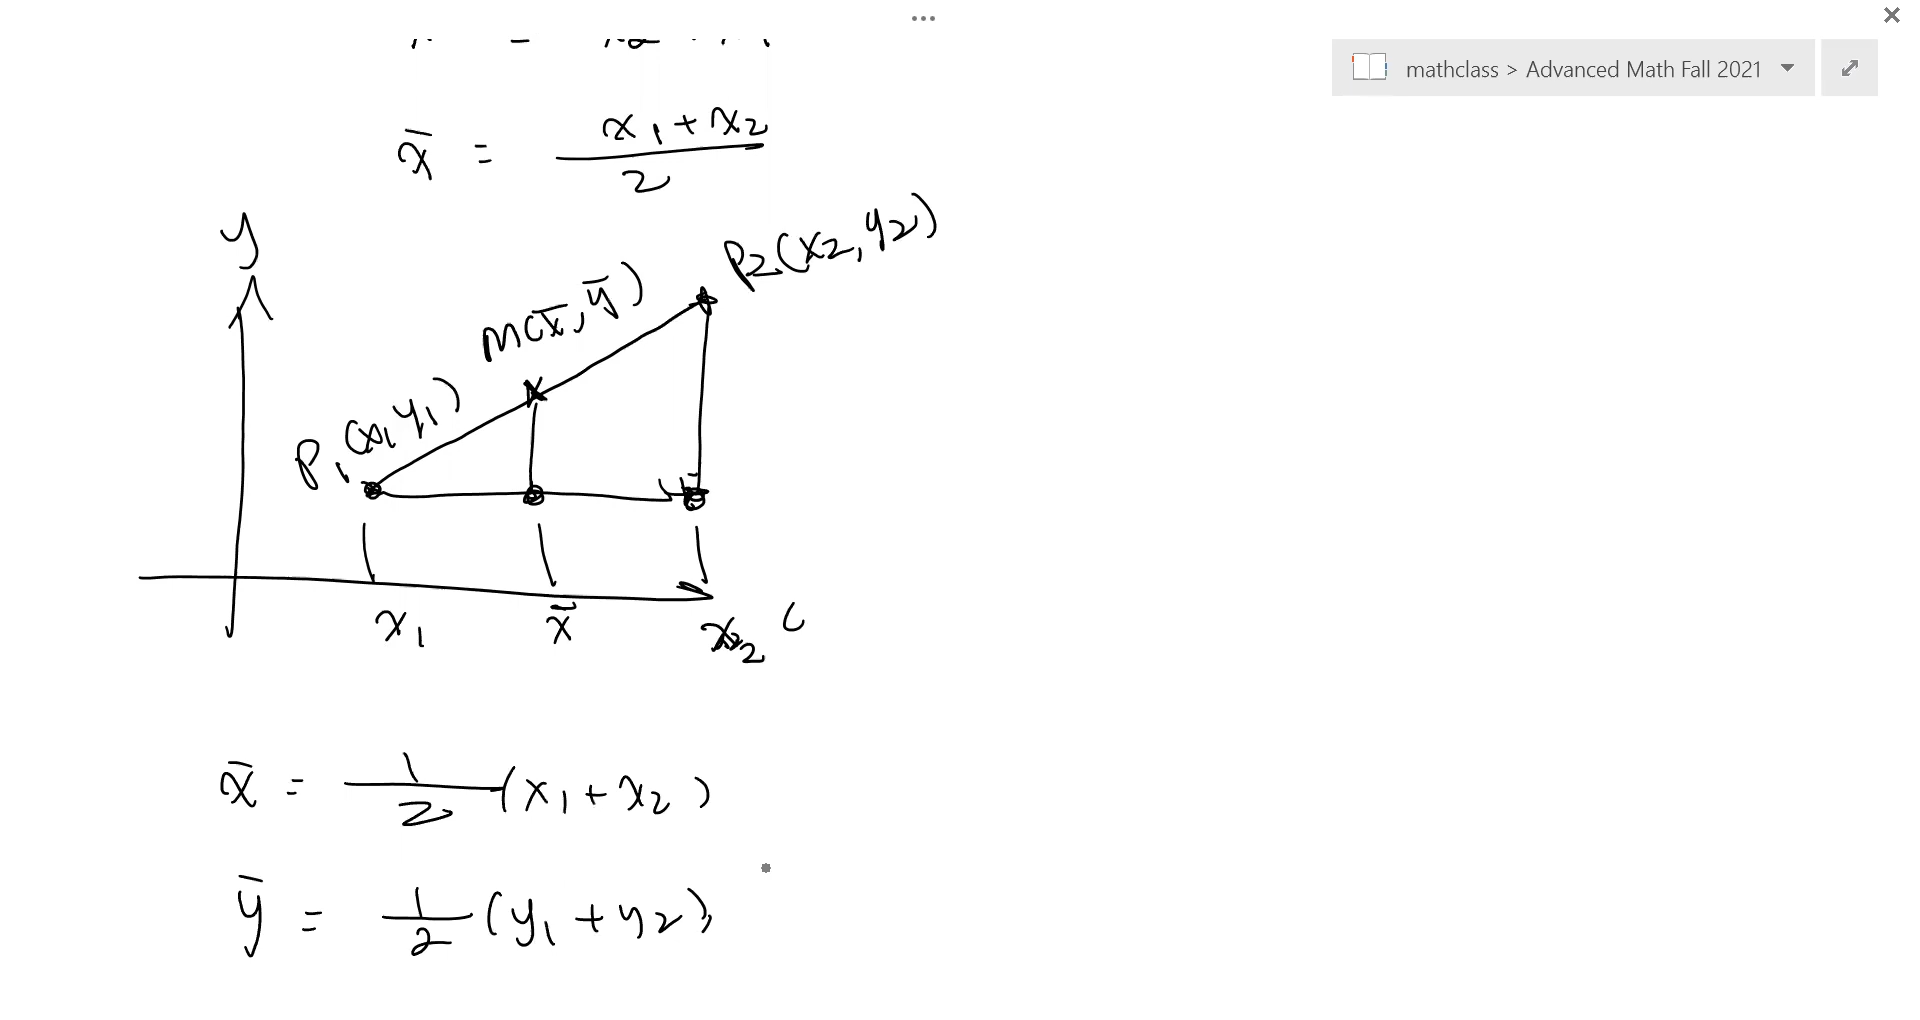 mathclass > Advanced Math Fall 2021
x̄ = x₁ + x₂ / 2
y
P₂(x₂, y₂)
M(x̄, ȳ)
P₁(x₁, y₁)
x₁ x̄ x₂
x̄ = 1/2 (x₁ + x₂)
ȳ = 1/2 (y₁ + y₂)